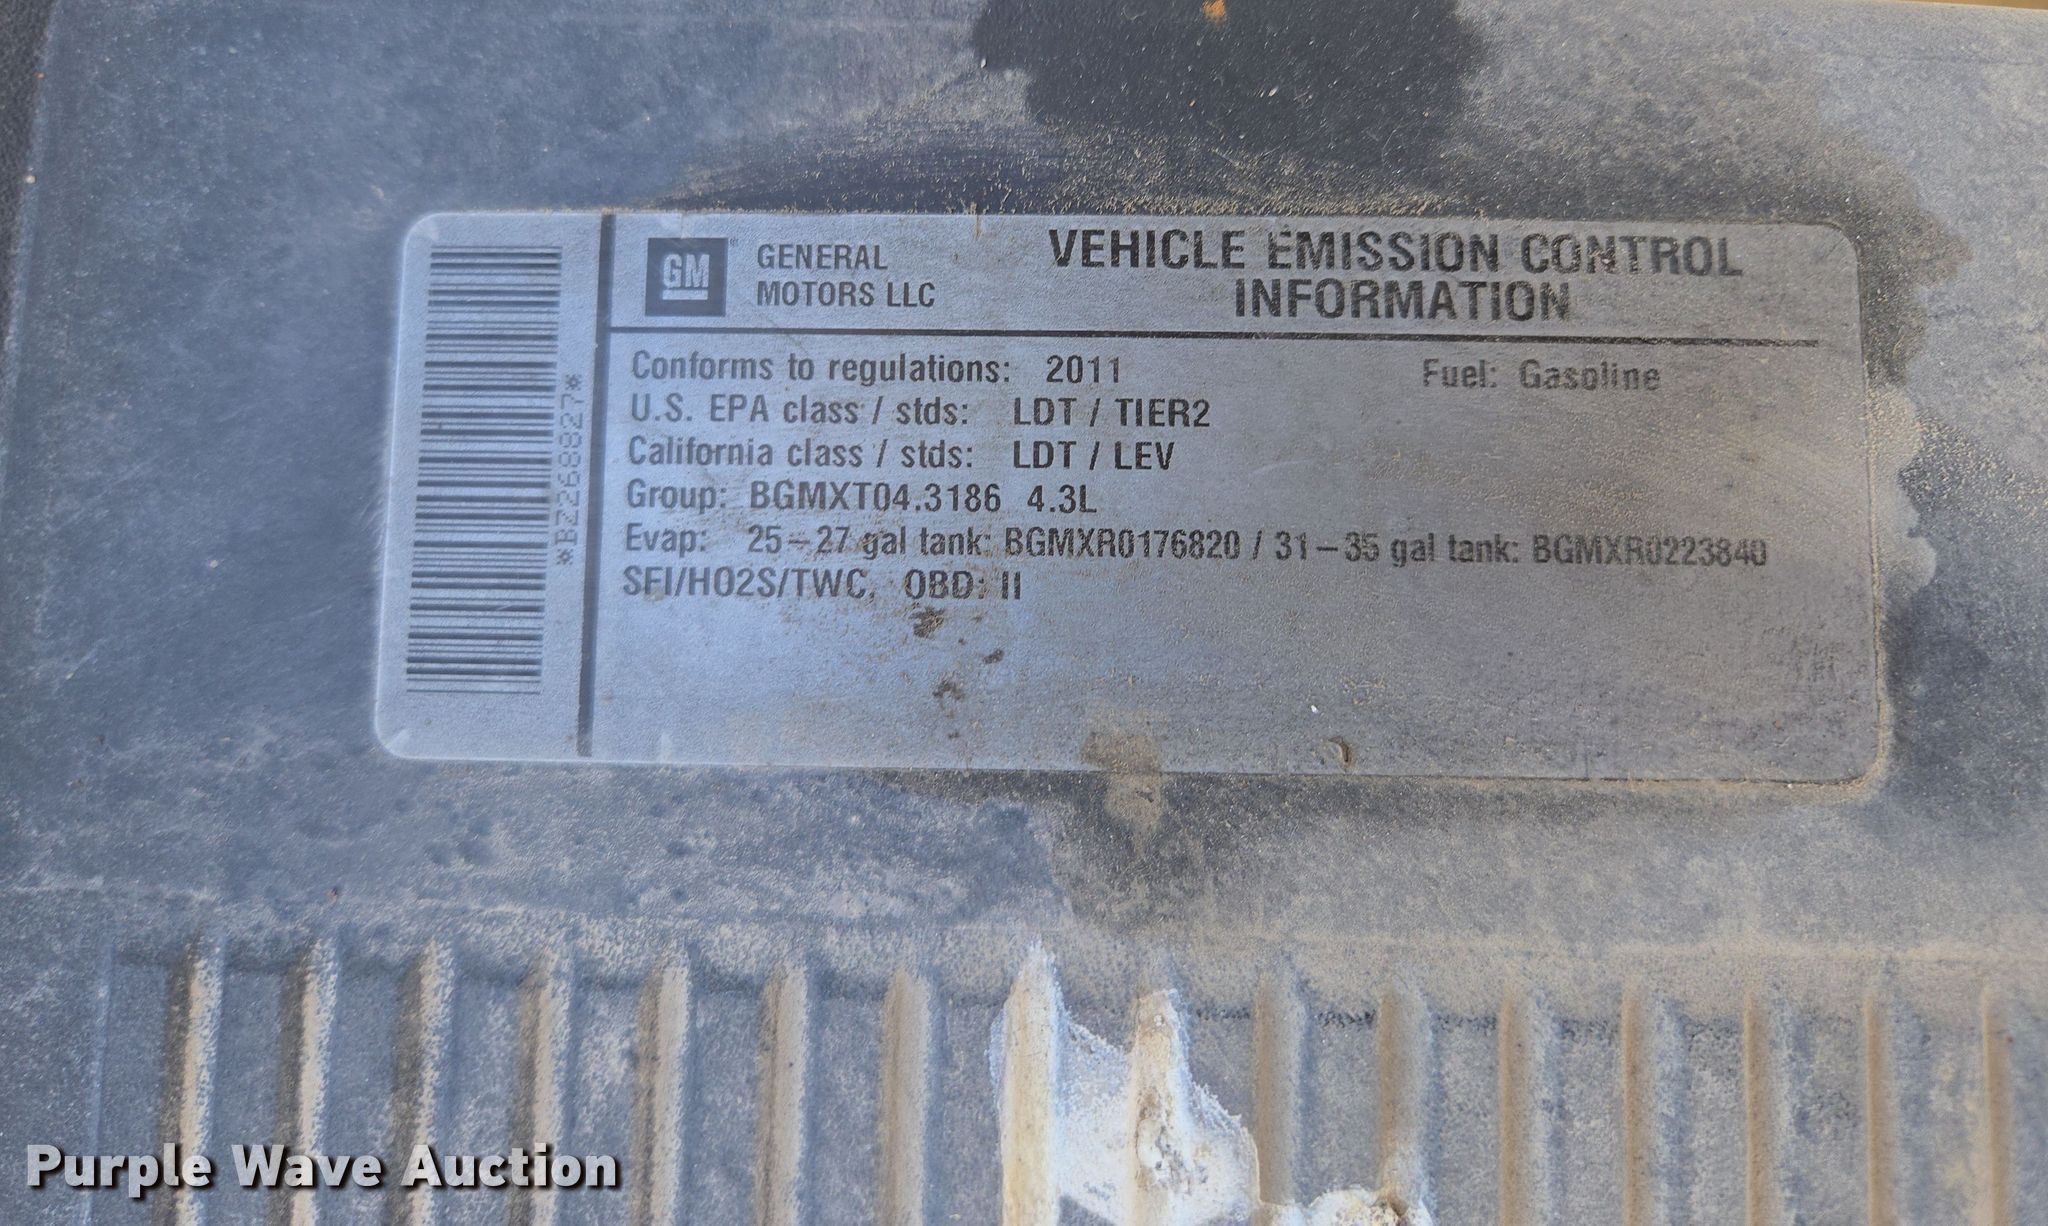 GM
GENERAL
MOTORS LLC
VEHICLE EMISSION CONTROL
INFORMATION
Conforms to regulations: 2011 Fuel: Gasoline
U.S. EPA class / stds: LDT / TIER2
California class / stds: LDT / LEV
Group: BGMXT04.3186 4.3L
Evap: 25-27 gal tank: BGMXR0176820 / 31-35 gal tank: BGMXR0223840
SFI/HO2S/TWC, OBD: II
*BZ268827*
Purple Wave Auction